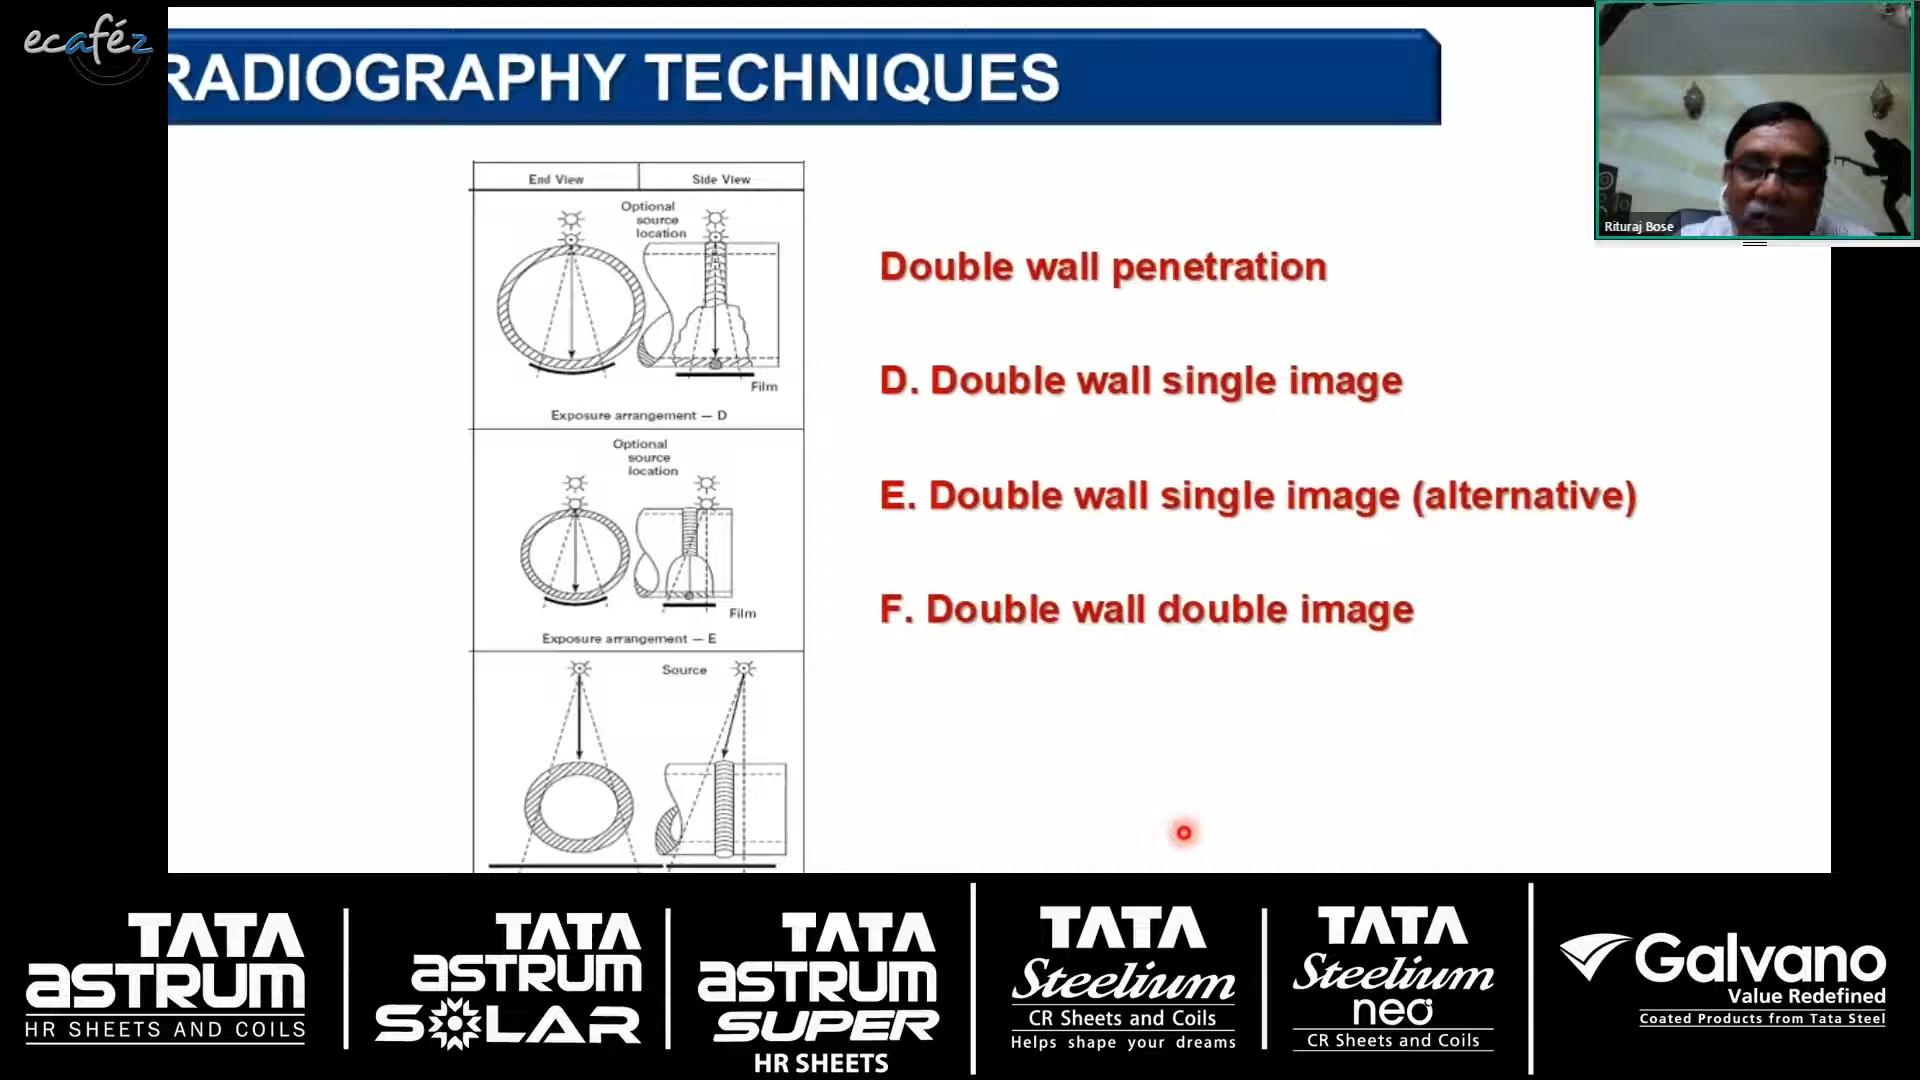 ecaféz
RADIOGRAPHY TECHNIQUES
Rituraj Bose
End View
Side View
Optional
source
location
Film
Exposure arrangement — D
Optional
source
location
Film
Exposure arrangement — E
Source
Double wall penetration
D. Double wall single image
E. Double wall single image (alternative)
F. Double wall double image
TATA
ASTRUM
HR SHEETS AND COILS
TATA
ASTRUM
SOLAR
TATA
ASTRUM
SUPER
HR SHEETS
TATA
Steelium
CR Sheets and Coils
Helps shape your dreams
TATA
Steelium
neo
CR Sheets and Coils
Galvano
Value Redefined
Coated Products from Tata Steel